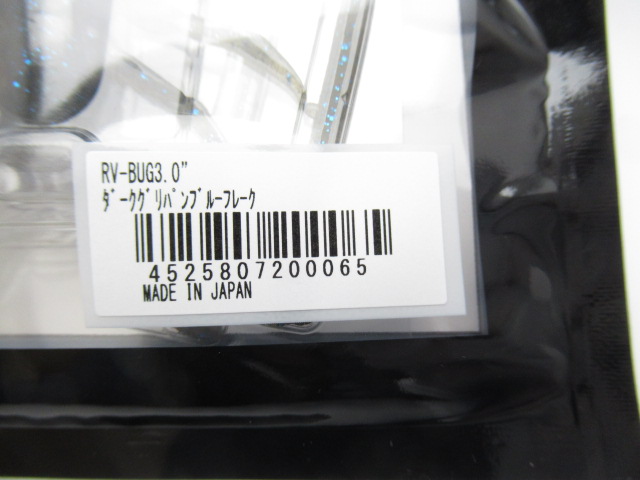 RV-BUG3.0"
ﾀﾞｰｸｸﾞﾘﾊﾟﾝﾌﾞﾙｰﾌﾚｰｸ
4525807200065
MADE IN JAPAN